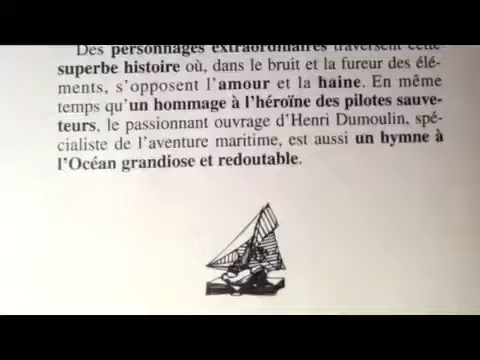 Des personnages extraordinaires traversent cette
superbe histoire où, dans le bruit et la fureur des élé-
ments, s'opposent l'amour et la haine. En même
temps qu'un hommage à l'héroïne des pilotes sauve-
teurs, le passionnant ouvrage d'Henri Dumoulin, spé-
cialiste de l'aventure maritime, est aussi un hymne à
l'Océan grandiose et redoutable.